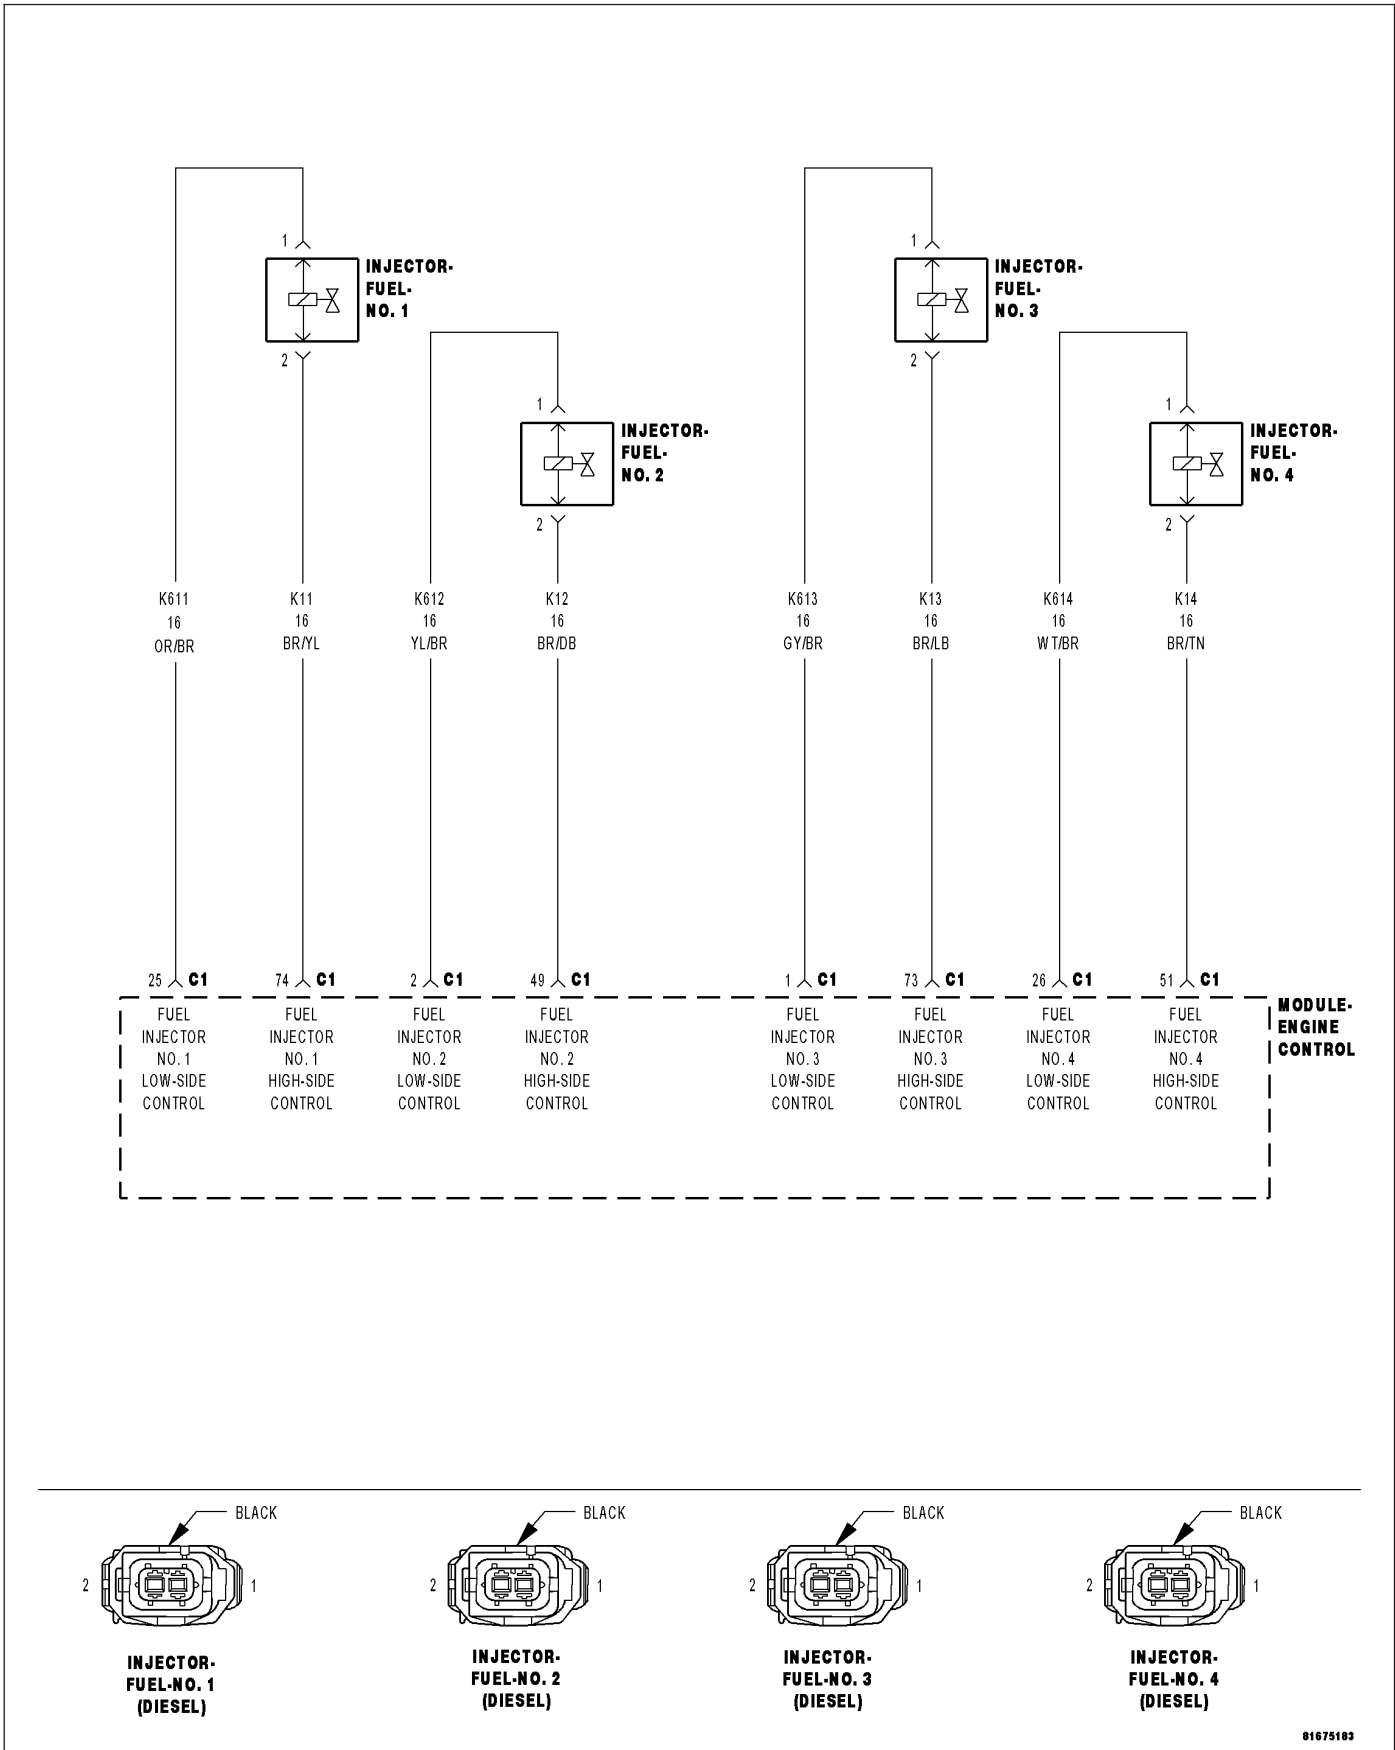 1
INJECTOR-
FUEL-
NO. 1
2
1
INJECTOR-
FUEL-
NO. 2
2
1
INJECTOR-
FUEL-
NO. 3
2
1
INJECTOR-
FUEL-
NO. 4
2
K611
16
OR/BR
K11
16
BR/YL
K612
16
YL/BR
K12
16
BR/DB
K613
16
GY/BR
K13
16
BR/LB
K614
16
WT/BR
K14
16
BR/TN
25 C1
74 C1
2 C1
49 C1
1 C1
73 C1
26 C1
51 C1
FUEL
INJECTOR
NO. 1
LOW-SIDE
CONTROL
FUEL
INJECTOR
NO. 1
HIGH-SIDE
CONTROL
FUEL
INJECTOR
NO. 2
LOW-SIDE
CONTROL
FUEL
INJECTOR
NO. 2
HIGH-SIDE
CONTROL
FUEL
INJECTOR
NO. 3
LOW-SIDE
CONTROL
FUEL
INJECTOR
NO. 3
HIGH-SIDE
CONTROL
FUEL
INJECTOR
NO. 4
LOW-SIDE
CONTROL
FUEL
INJECTOR
NO. 4
HIGH-SIDE
CONTROL
MODULE-
ENGINE
CONTROL
BLACK
2 1
INJECTOR-
FUEL-NO. 1
(DIESEL)
BLACK
2 1
INJECTOR-
FUEL-NO. 2
(DIESEL)
BLACK
2 1
INJECTOR-
FUEL-NO. 3
(DIESEL)
BLACK
2 1
INJECTOR-
FUEL-NO. 4
(DIESEL)
81675183